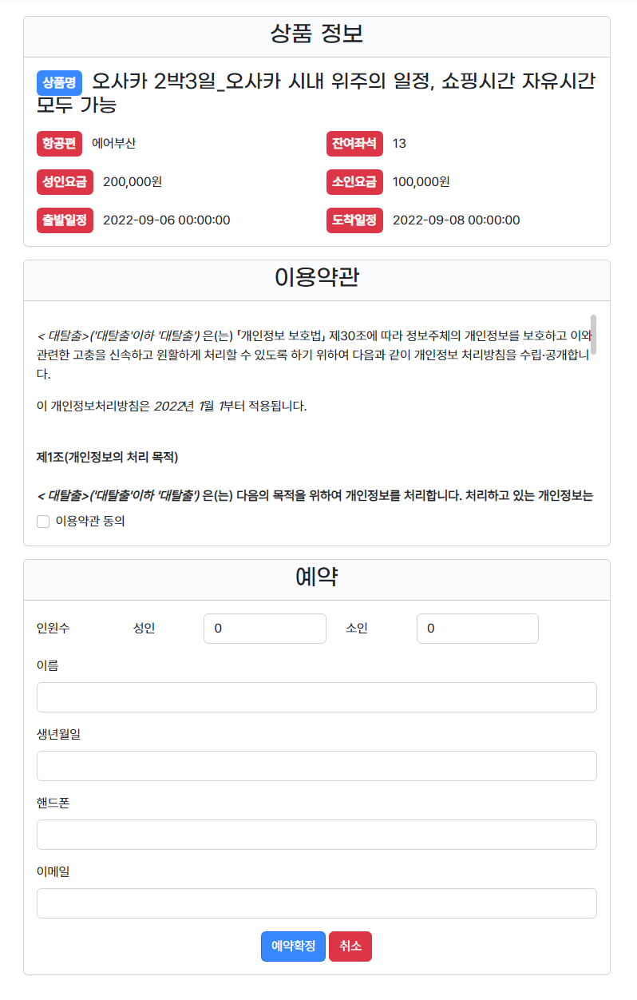 상품 정보
상품명 오사카 2박3일_오사카 시내 위주의 일정, 쇼핑시간 자유시간
모두 가능
항공편 에어부산 잔여좌석 13
성인요금 200,000원 소인요금 100,000원
출발일정 2022-09-06 00:00:00 도착일정 2022-09-08 00:00:00
이용약관
< 대탈출>('대탈출'이하 '대탈출') 은(는) 「개인정보 보호법」 제30조에 따라 정보주체의 개인정보를 보호하고 이와
관련한 고충을 신속하고 원활하게 처리할 수 있도록 하기 위하여 다음과 같이 개인정보 처리방침을 수립·공개합니
다.
이 개인정보처리방침은 2022년 1월 1부터 적용됩니다.
제1조(개인정보의 처리 목적)
< 대탈출>('대탈출'이하 '대탈출') 은(는) 다음의 목적을 위하여 개인정보를 처리합니다. 처리하고 있는 개인정보는
이용약관 동의
예약
인원수 성인 0 소인 0
이름
생년월일
핸드폰
이메일
예약확정 취소